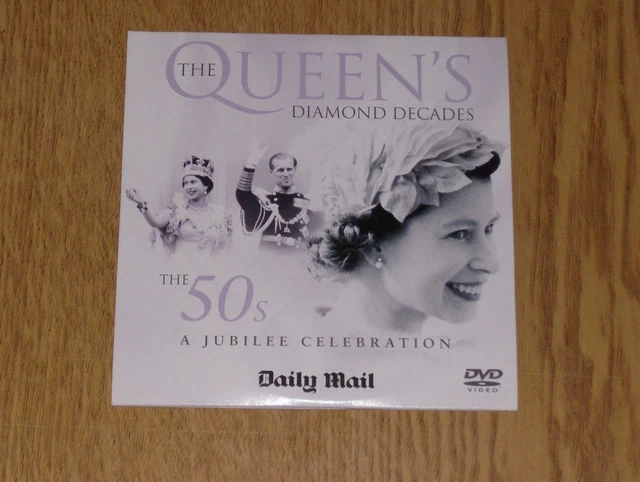 THE QUEEN'S
DIAMOND DECADES
THE 50s
A JUBILEE CELEBRATION
Daily Mail
DVD
VIDEO